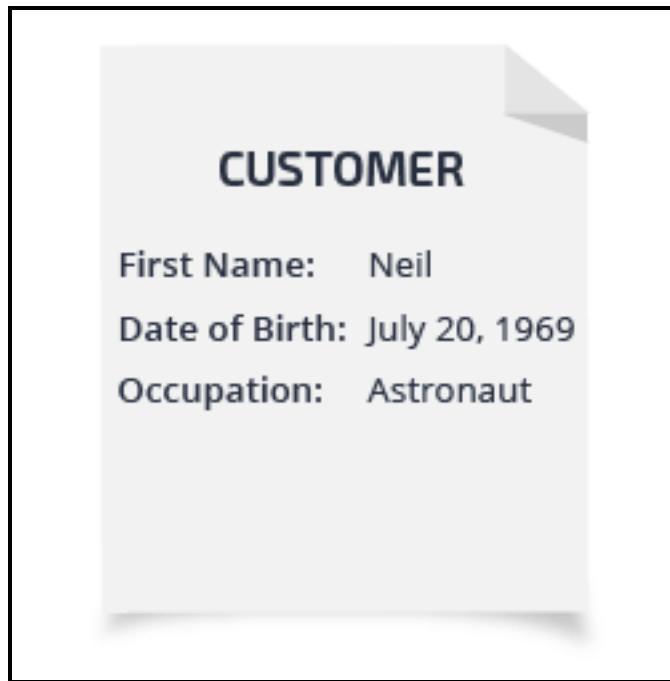 CUSTOMER
First Name: Neil
Date of Birth: July 20, 1969
Occupation: Astronaut